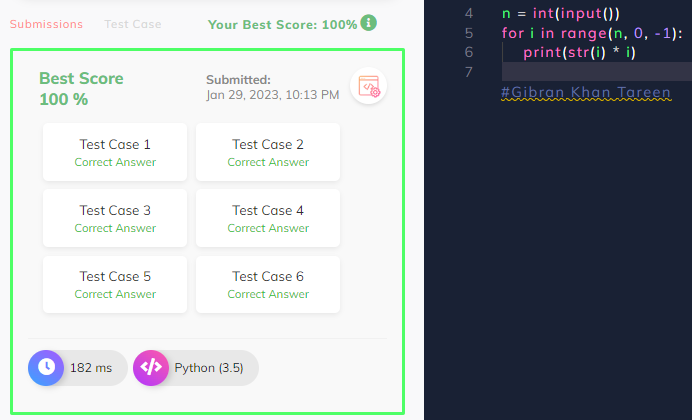 Submissions Test Case Your Best Score: 100%
Best Score
100 %
Submitted:
Jan 29, 2023, 10:13 PM
Test Case 1
Correct Answer
Test Case 2
Correct Answer
Test Case 3
Correct Answer
Test Case 4
Correct Answer
Test Case 5
Correct Answer
Test Case 6
Correct Answer
182 ms
Python (3.5)
4 n = int(input())
5 for i in range(n, 0, -1):
6 print(str(i) * i)
7
#Gibran Khan Tareen